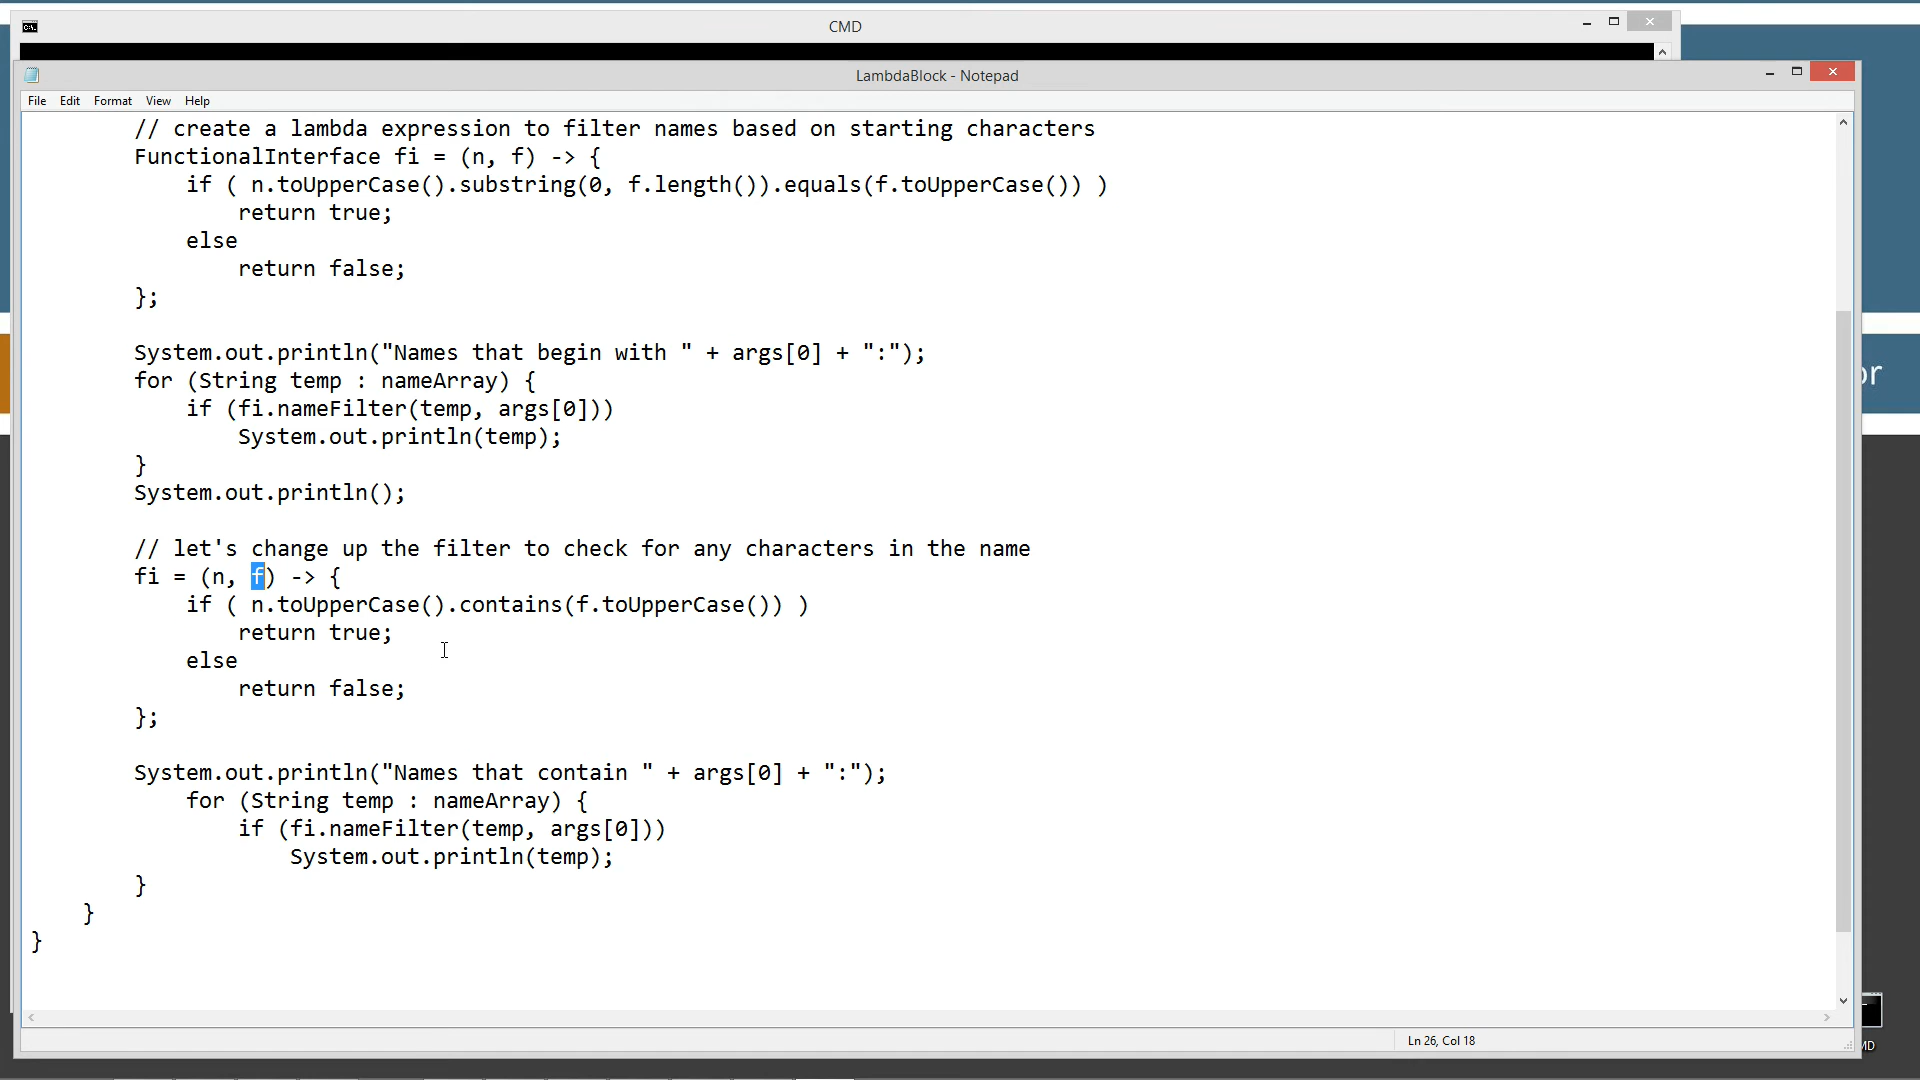 CMD
LambdaBlock - Notepad
File Edit Format View Help
// create a lambda expression to filter names based on starting characters
FunctionalInterface fi = (n, f) -> {
if ( n.toUpperCase().substring(0, f.length()).equals(f.toUpperCase()) )
return true;
else
return false;
};
System.out.println("Names that begin with " + args[0] + ":");
for (String temp : nameArray) {
if (fi.nameFilter(temp, args[0]))
System.out.println(temp);
}
System.out.println();
// let's change up the filter to check for any characters in the name
fi = (n, f) -> {
if ( n.toUpperCase().contains(f.toUpperCase()) )
return true;
else
return false;
};
System.out.println("Names that contain " + args[0] + ":");
for (String temp : nameArray) {
if (fi.nameFilter(temp, args[0]))
System.out.println(temp);
}
}
}
Ln 26, Col 18